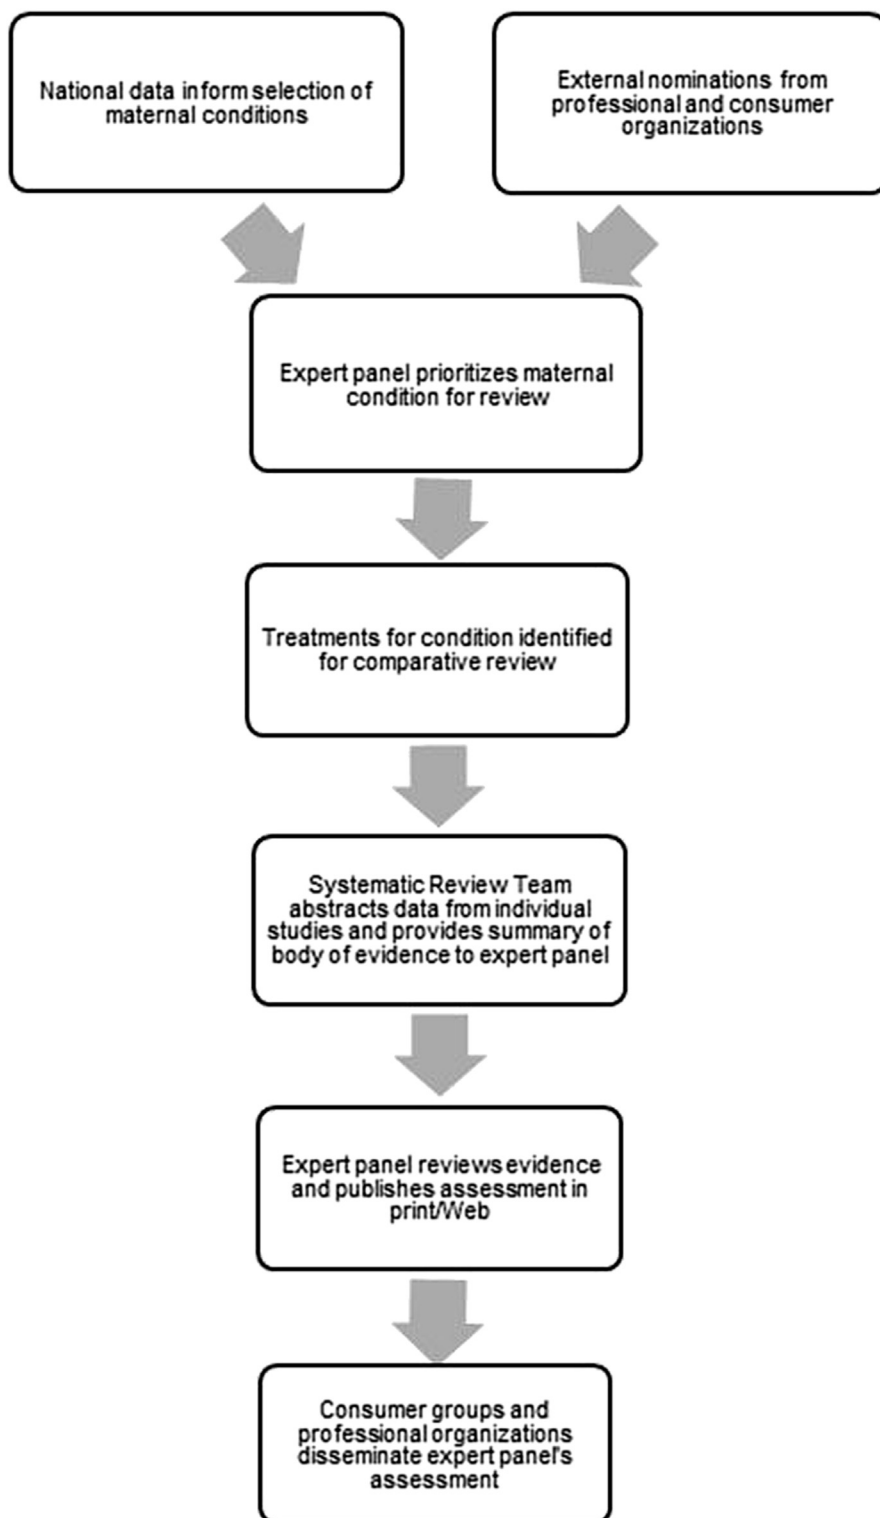 National data inform selection of
maternal conditions
External nominations from
professional and consumer
organizations
Expert panel prioritizes maternal
condition for review
Treatments for condition identified
for comparative review
Systematic Review Team
abstracts data from individual
studies and provides summary of
body of evidence to expert panel
Expert panel reviews evidence
and publishes assessment in
print/Web
Consumer groups and
professional organizations
disseminate expert panel's
assessment